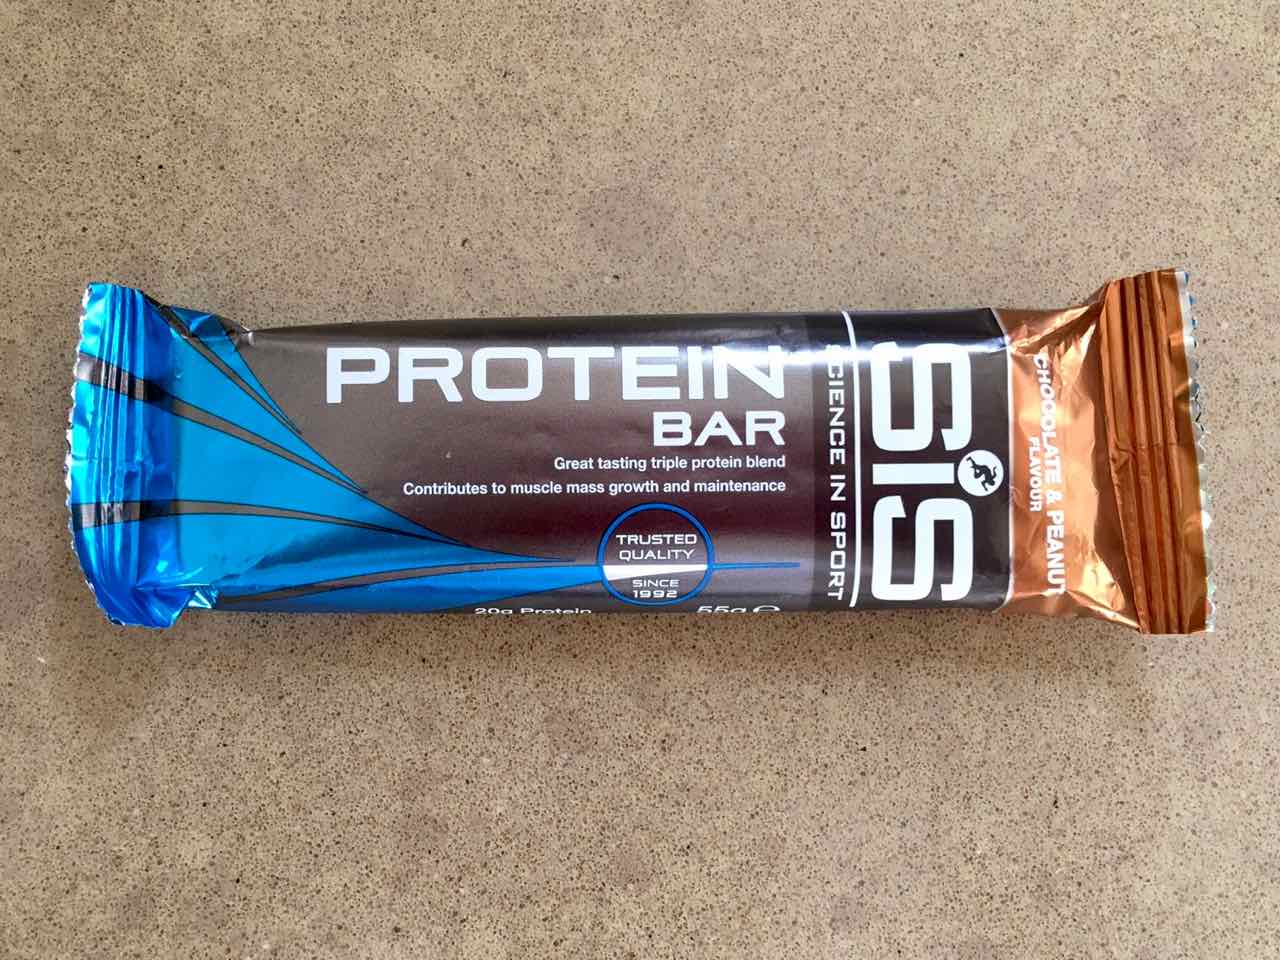 PROTEIN
BAR
Great tasting triple protein blend
Contributes to muscle mass growth and maintenance
TRUSTED
QUALITY
SINCE
1992
20g Protein
55g ℮
SCIENCE IN SPORT
SiS
CHOCOLATE & PEANUT
FLAVOUR